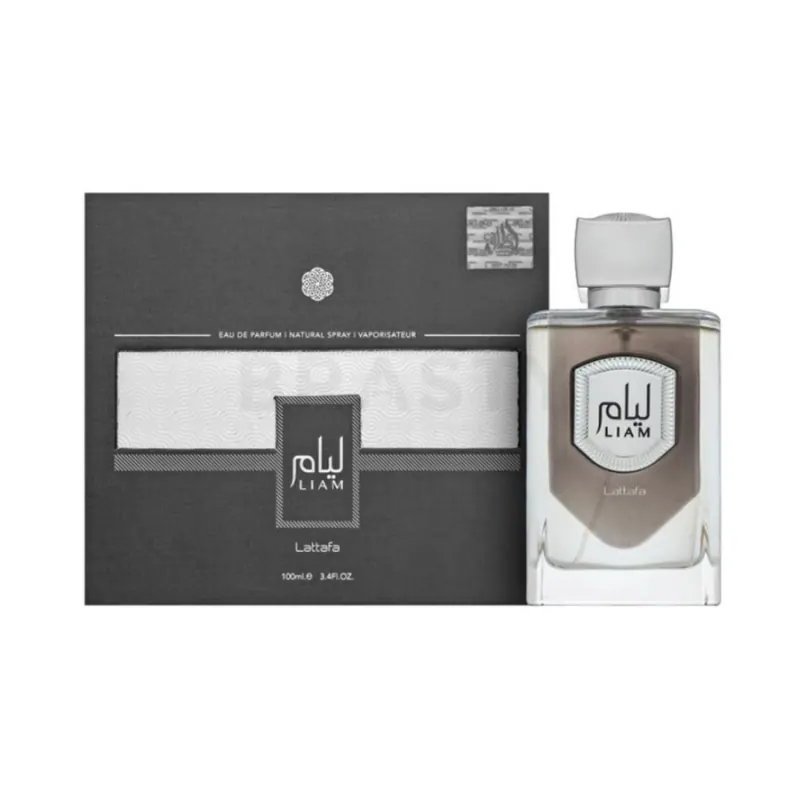 EAU DE PARFUM | NATURAL SPRAY | VAPORISATEUR
ليام
LIAM
Lattafa
100ml.℮ 3.4Fl.OZ.
ليام
LIAM
Lattafa